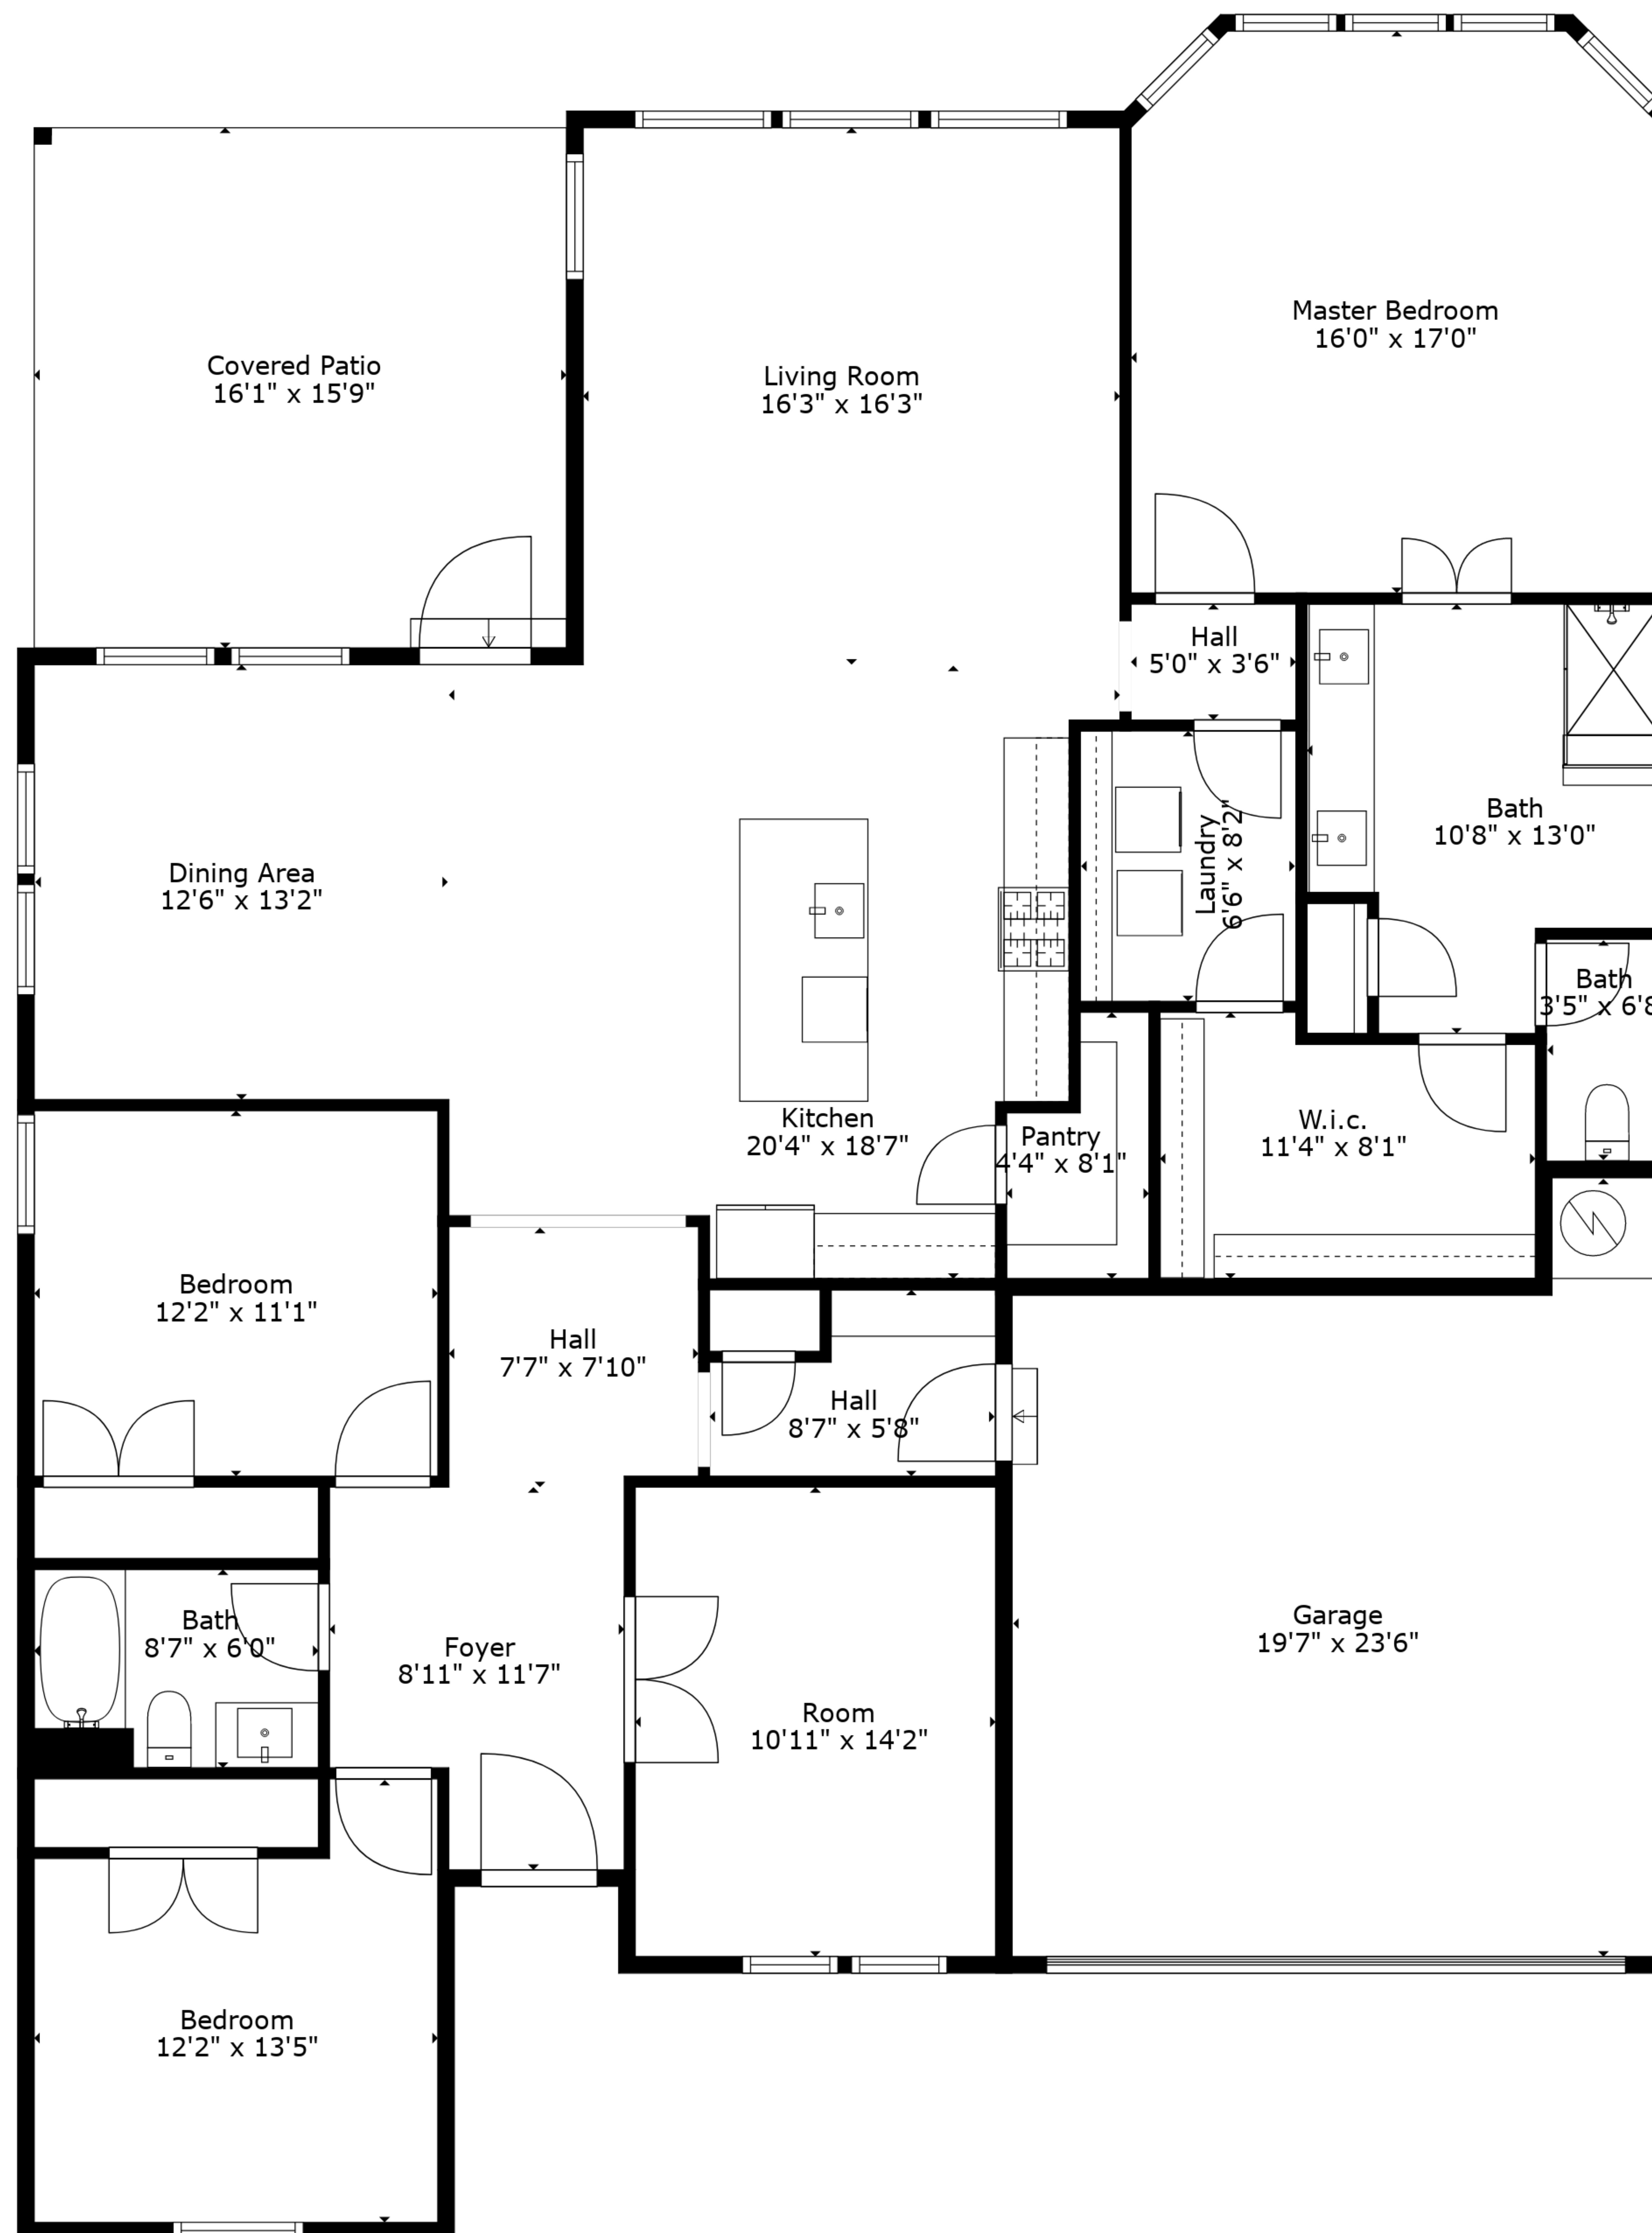 Master Bedroom
16'0" x 17'0"
Covered Patio
16'1" x 15'9"
Living Room
16'3" x 16'3"
Hall
5'0" x 3'6"
Bath
10'8" x 13'0"
Laundry
6'6" x 8'2"
Dining Area
12'6" x 13'2"
Bath
3'5" x 6'8
Kitchen
20'4" x 18'7"
Pantry
4'4" x 8'1"
W.i.c.
11'4" x 8'1"
Bedroom
12'2" x 11'1"
Hall
7'7" x 7'10"
Hall
8'7" x 5'8"
Bath
8'7" x 6'0"
Foyer
8'11" x 11'7"
Garage
19'7" x 23'6"
Room
10'11" x 14'2"
Bedroom
12'2" x 13'5"